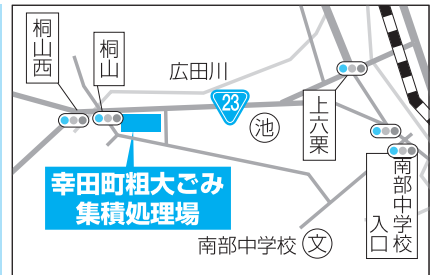 桐山西
桐山
広田川
23
池
上六栗
幸田町粗大ごみ
集積処理場
南部中学校
入口
南部中学校
文